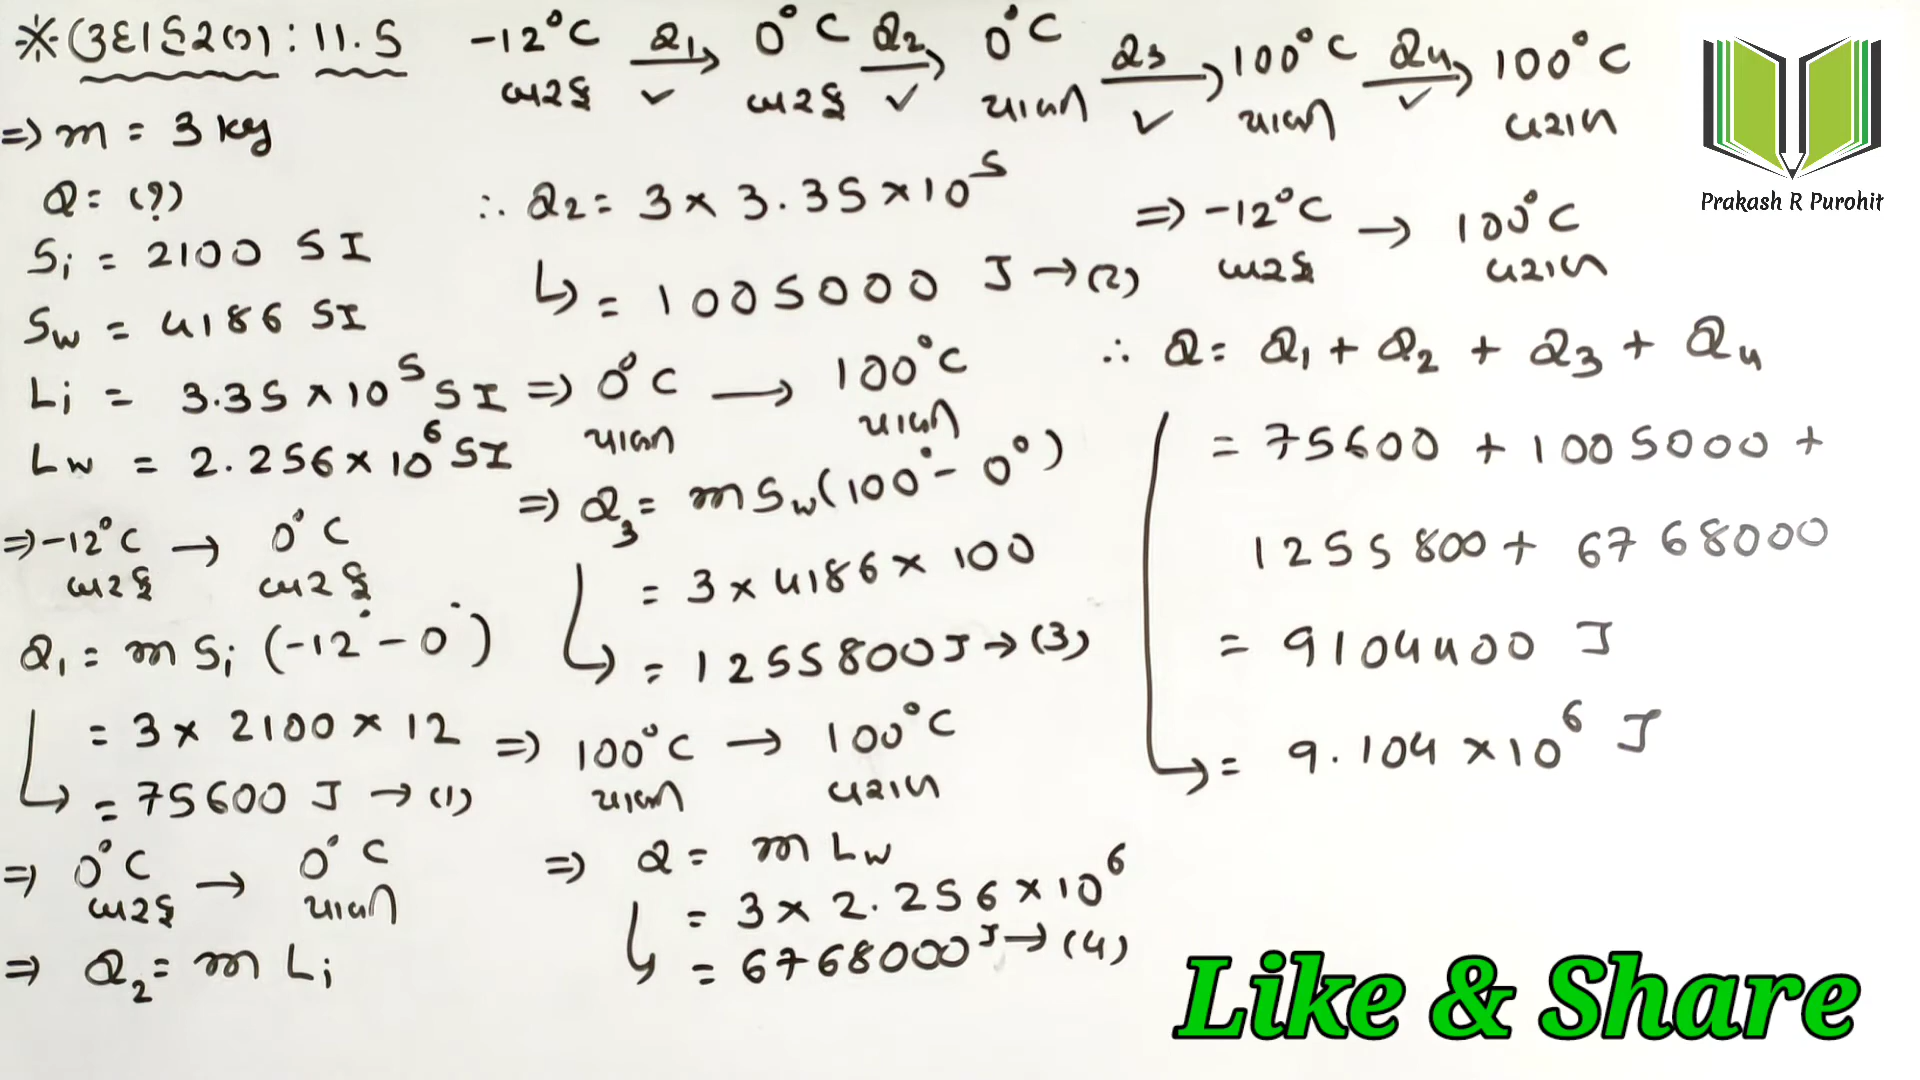 ※ ઉદાહરણ : 11.5
⇒ m = 3 kg
Q = (?)
Si = 2100 SI
Sw = 4186 SI
Li = 3.35 × 10⁵ SI
Lw = 2.256 × 10⁶ SI
⇒ -12°C → 0°C
બરફ બરફ
Q₁ = m Si (-12° - 0°)
= 3 × 2100 × 12
↳ = 75600 J → (1)
⇒ 0°C → 0°C
બરફ પાણી
⇒ Q₂ = m Li
-12°C Q₁→ 0°C Q₂→ 0°C Q₃→ 100°C Q₄→ 100°C
બરફ ✓ બરફ ✓ પાણી ✓ પાણી ✓ વરાળ
∴ Q₂ = 3 × 3.35 × 10⁵
↳ = 1005000 J → (2)
⇒ 0°C → 100°C
પાણી પાણી
⇒ Q₃ = m Sw (100° - 0°)
= 3 × 4186 × 100
↳ = 1255800 J → (3)
⇒ 100°C → 100°C
પાણી વરાળ
⇒ Q = m Lw
= 3 × 2.256 × 10⁶
↳ = 6768000 J → (4)
⇒ -12°C → 100°C
બરફ વરાળ
∴ Q = Q₁ + Q₂ + Q₃ + Q₄
= 75600 + 1005000 +
1255800 + 6768000
= 9104400 J
↳ = 9.104 × 10⁶ J
Prakash R Purohit
Like & Share